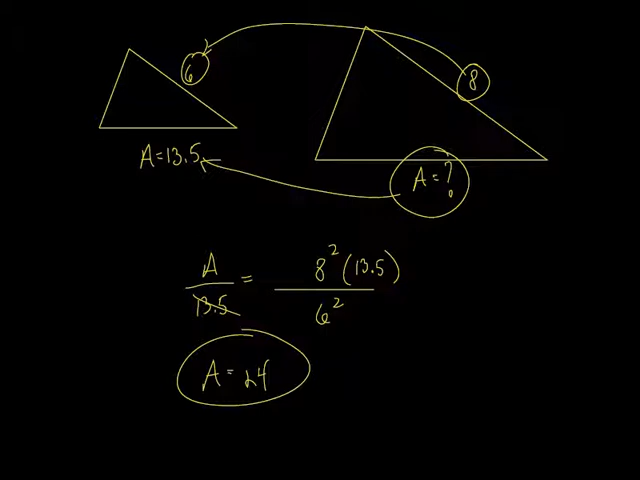 6
8
A=13.5
A=?
A/13.5 = 8²(13.5)/6²
A=24